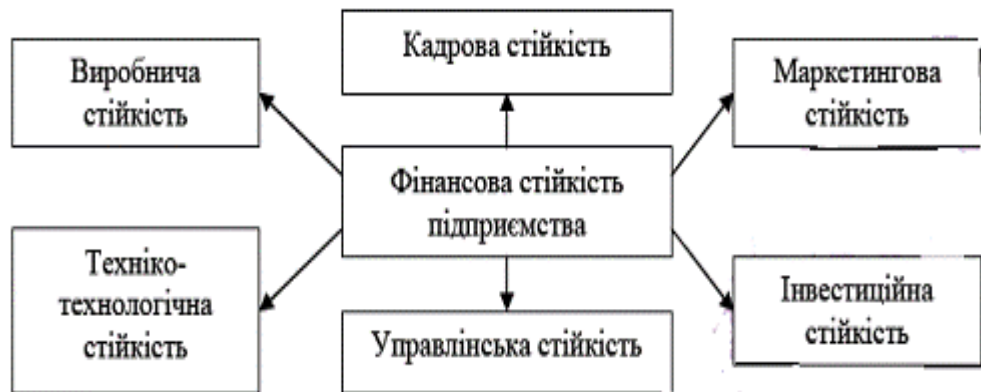 Виробнича
стійкість
Кадрова стійкість
Маркетингова
стійкість
Фінансова стійкість
підприємства
Техніко-
технологічна
стійкість
Управлінська стійкість
Інвестиційна
стійкість